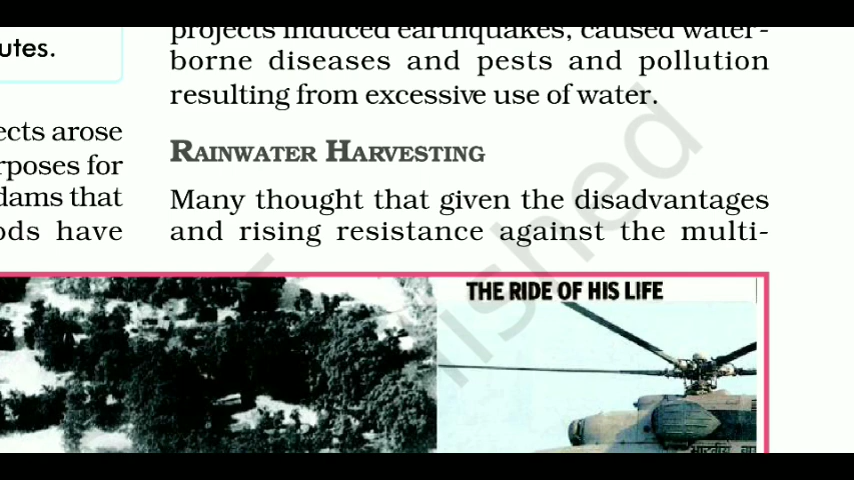 utes.
ects arose
rposes for
dams that
ods have
projects induced earthquakes, caused water-
borne diseases and pests and pollution
resulting from excessive use of water.
RAINWATER HARVESTING
Many thought that given the disadvantages
and rising resistance against the multi-
THE RIDE OF HIS LIFE